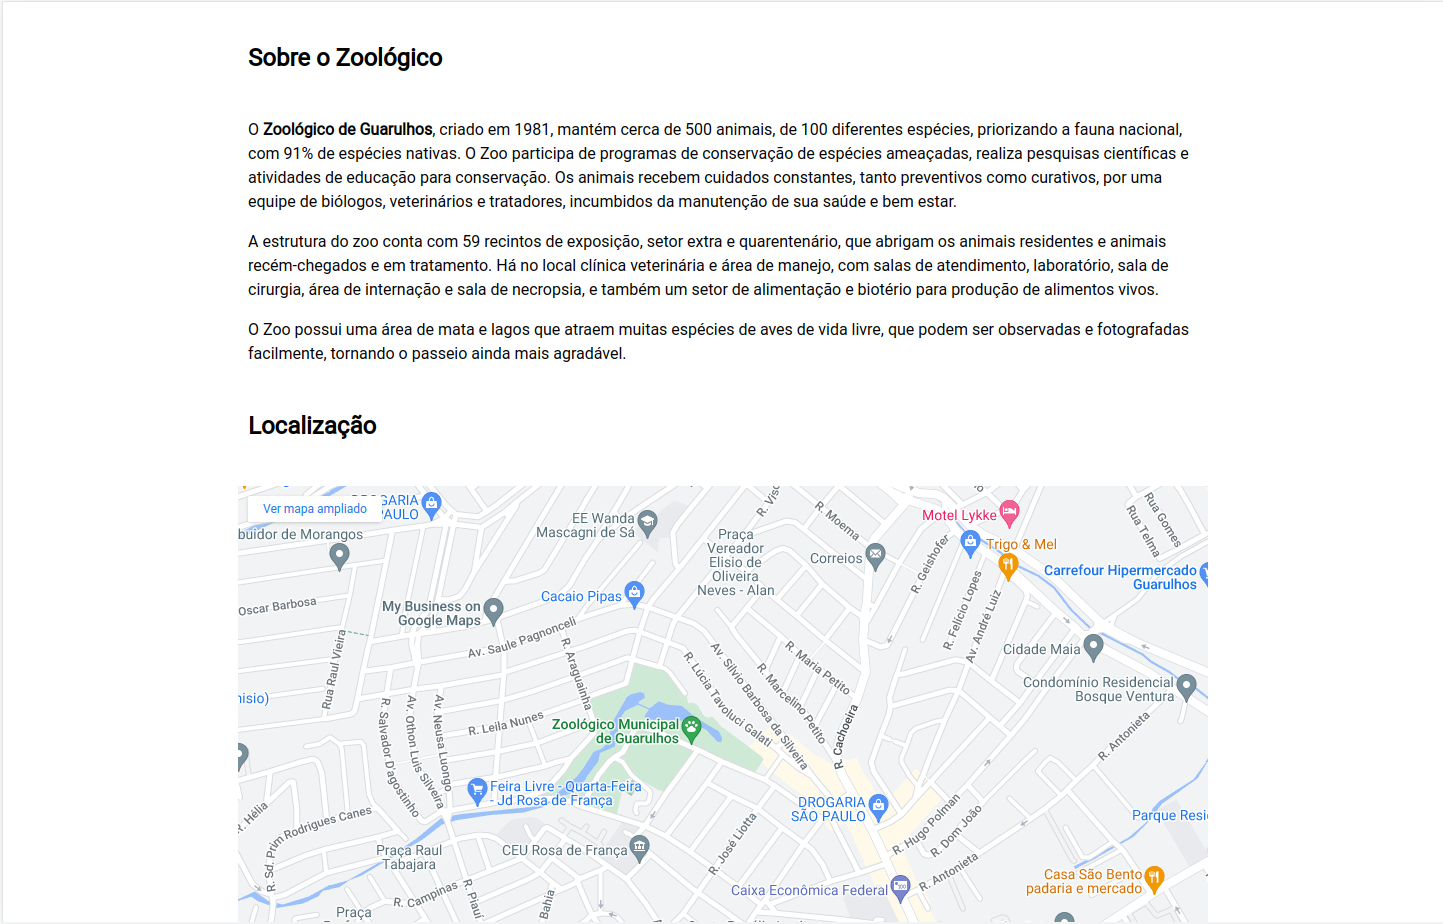 Sobre o Zoológico
O Zoológico de Guarulhos, criado em 1981, mantém cerca de 500 animais, de 100 diferentes espécies, priorizando a fauna nacional,
com 91% de espécies nativas. O Zoo participa de programas de conservação de espécies ameaçadas, realiza pesquisas científicas e
atividades de educação para conservação. Os animais recebem cuidados constantes, tanto preventivos como curativos, por uma
equipe de biólogos, veterinários e tratadores, incumbidos da manutenção de sua saúde e bem estar.
A estrutura do zoo conta com 59 recintos de exposição, setor extra e quarentenário, que abrigam os animais residentes e animais
recém-chegados e em tratamento. Há no local clínica veterinária e área de manejo, com salas de atendimento, laboratório, sala de
cirurgia, área de internação e sala de necropsia, e também um setor de alimentação e biotério para produção de alimentos vivos.
O Zoo possui uma área de mata e lagos que atraem muitas espécies de aves de vida livre, que podem ser observadas e fotografadas
facilmente, tornando o passeio ainda mais agradável.
Localização
Ver mapa ampliado
GARIA
AULO
buidor de Morangos
EE Wanda
Mascagni de Sá
Praça
Vereador
Elisio de
Oliveira
Neves - Alan
R. Visc
R. Moema
Correios
Motel Lykke
Trigo & Mel
R. Geishofer
Rua Gomes
Rua Telma
Carrefour Hipermercado
Guarulhos
Oscar Barbosa
My Business on
Google Maps
Cacaio Pipas
Av. Saule Pagnonceli
R. Araguainha
Rua Raul Vieira
R. Felício Lopes
Av. André Luiz
Cidade Maia
Condomínio Residencial
Bosque Ventura
nisio)
R. Salvador D'agostinho
Av. Othon Luis Silveira
Av. Neusa Luongo
R. Leila Nunes
Zoológico Municipal
de Guarulhos
R. Lúcia Tavoluci Galati
Av. Silvio Barbosa da Silveira
R. Marcelino Petito
R. Maria Petito
R. Cachoeira
R. Antonieta
Feira Livre - Quarta-Feira
- Jd Rosa de França
DROGARIA
SÃO PAULO
R. Hélia
R. Sd. Prim Rodrigues Canes
Praça Raul
Tabajara
CEU Rosa de França
R. José Liotta
R. Hugo Polman
R. Dom João
Parque Resi
R. Antonieta
Caixa Econômica Federal
Casa São Bento
padaria e mercado
R. Campinas
R. Piauí
Bahia
Praça